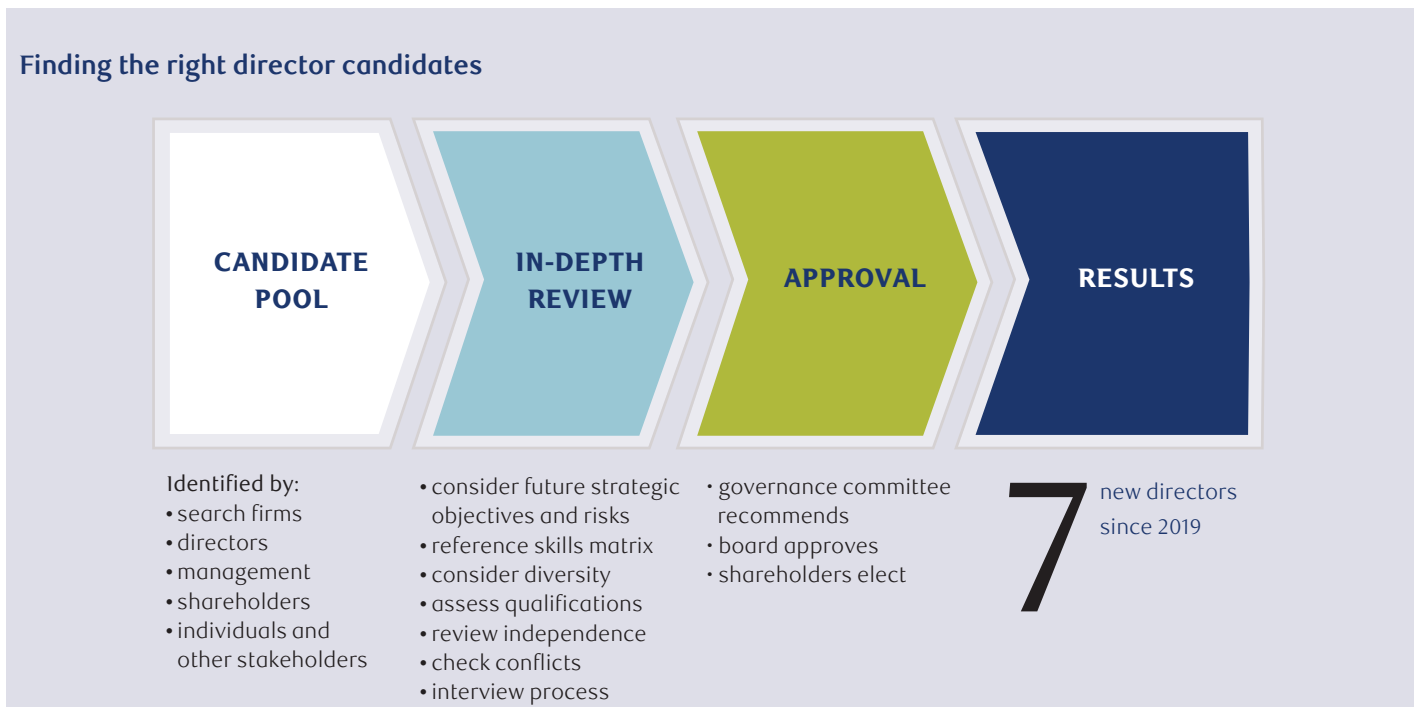 Finding the right director candidates
CANDIDATE
POOL
IN-DEPTH
REVIEW
APPROVAL
RESULTS
Identified by:
• search firms
• directors
• management
• shareholders
• individuals and
other stakeholders
• consider future strategic
objectives and risks
• reference skills matrix
• consider diversity
• assess qualifications
• review independence
• check conflicts
• interview process
• governance committee
recommends
• board approves
• shareholders elect
7
new directors
since 2019